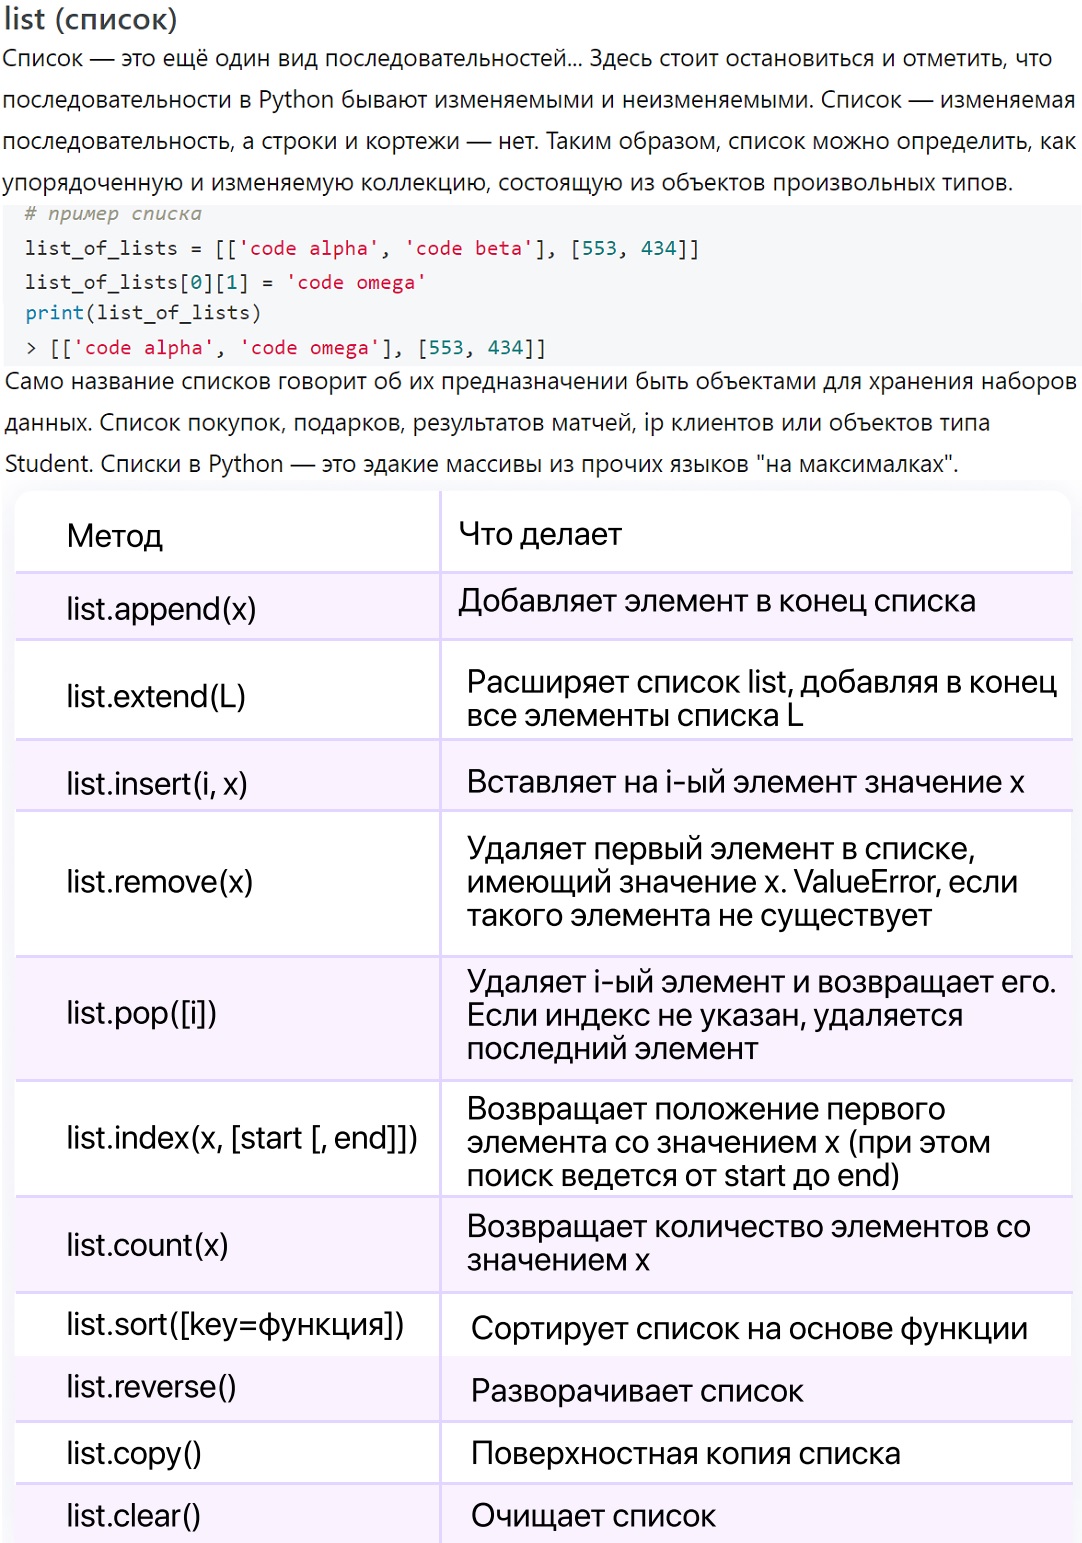 list (список)
Список — это ещё один вид последовательностей... Здесь стоит остановиться и отметить, что
последовательности в Python бывают изменяемыми и неизменяемыми. Список — изменяемая
последовательность, а строки и кортежи — нет. Таким образом, список можно определить, как
упорядоченную и изменяемую коллекцию, состоящую из объектов произвольных типов.
# пример списка
list_of_lists = [['code alpha', 'code beta'], [553, 434]]
list_of_lists[0][1] = 'code omega'
print(list_of_lists)
> [['code alpha', 'code omega'], [553, 434]]
Само название списков говорит об их предназначении быть объектами для хранения наборов
данных. Список покупок, подарков, результатов матчей, ip клиентов или объектов типа
Student. Списки в Python — это эдакие массивы из прочих языков "на максималках".
Метод
Что делает
list.append(x)
Добавляет элемент в конец списка
list.extend(L)
Расширяет список list, добавляя в конец
все элементы списка L
list.insert(i, x)
Вставляет на i-ый элемент значение x
list.remove(x)
Удаляет первый элемент в списке,
имеющий значение x. ValueError, если
такого элемента не существует
list.pop([i])
Удаляет i-ый элемент и возвращает его.
Если индекс не указан, удаляется
последний элемент
list.index(x, [start [, end]])
Возвращает положение первого
элемента со значением x (при этом
поиск ведется от start до end)
list.count(x)
Возвращает количество элементов со
значением x
list.sort([key=функция])
Сортирует список на основе функции
list.reverse()
Разворачивает список
list.copy()
Поверхностная копия списка
list.clear()
Очищает список